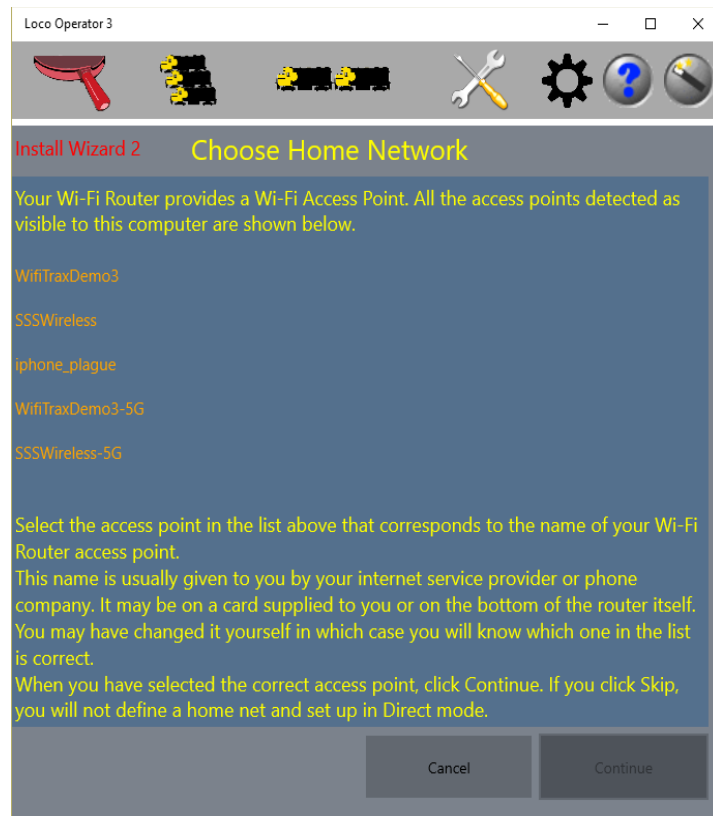 Loco Operator 3
Install Wizard 2
Choose Home Network
Your Wi-Fi Router provides a Wi-Fi Access Point. All the access points detected as
visible to this computer are shown below.
WifiTraxDemo3
SSSWireless
iphone_plague
WifiTraxDemo3-5G
SSSWireless-5G
Select the access point in the list above that corresponds to the name of your Wi-Fi
Router access point.
This name is usually given to you by your internet service provider or phone
company. It may be on a card supplied to you or on the bottom of the router itself.
You may have changed it yourself in which case you will know which one in the list
is correct.
When you have selected the correct access point, click Continue. If you click Skip,
you will not define a home net and set up in Direct mode.
Cancel
Continue